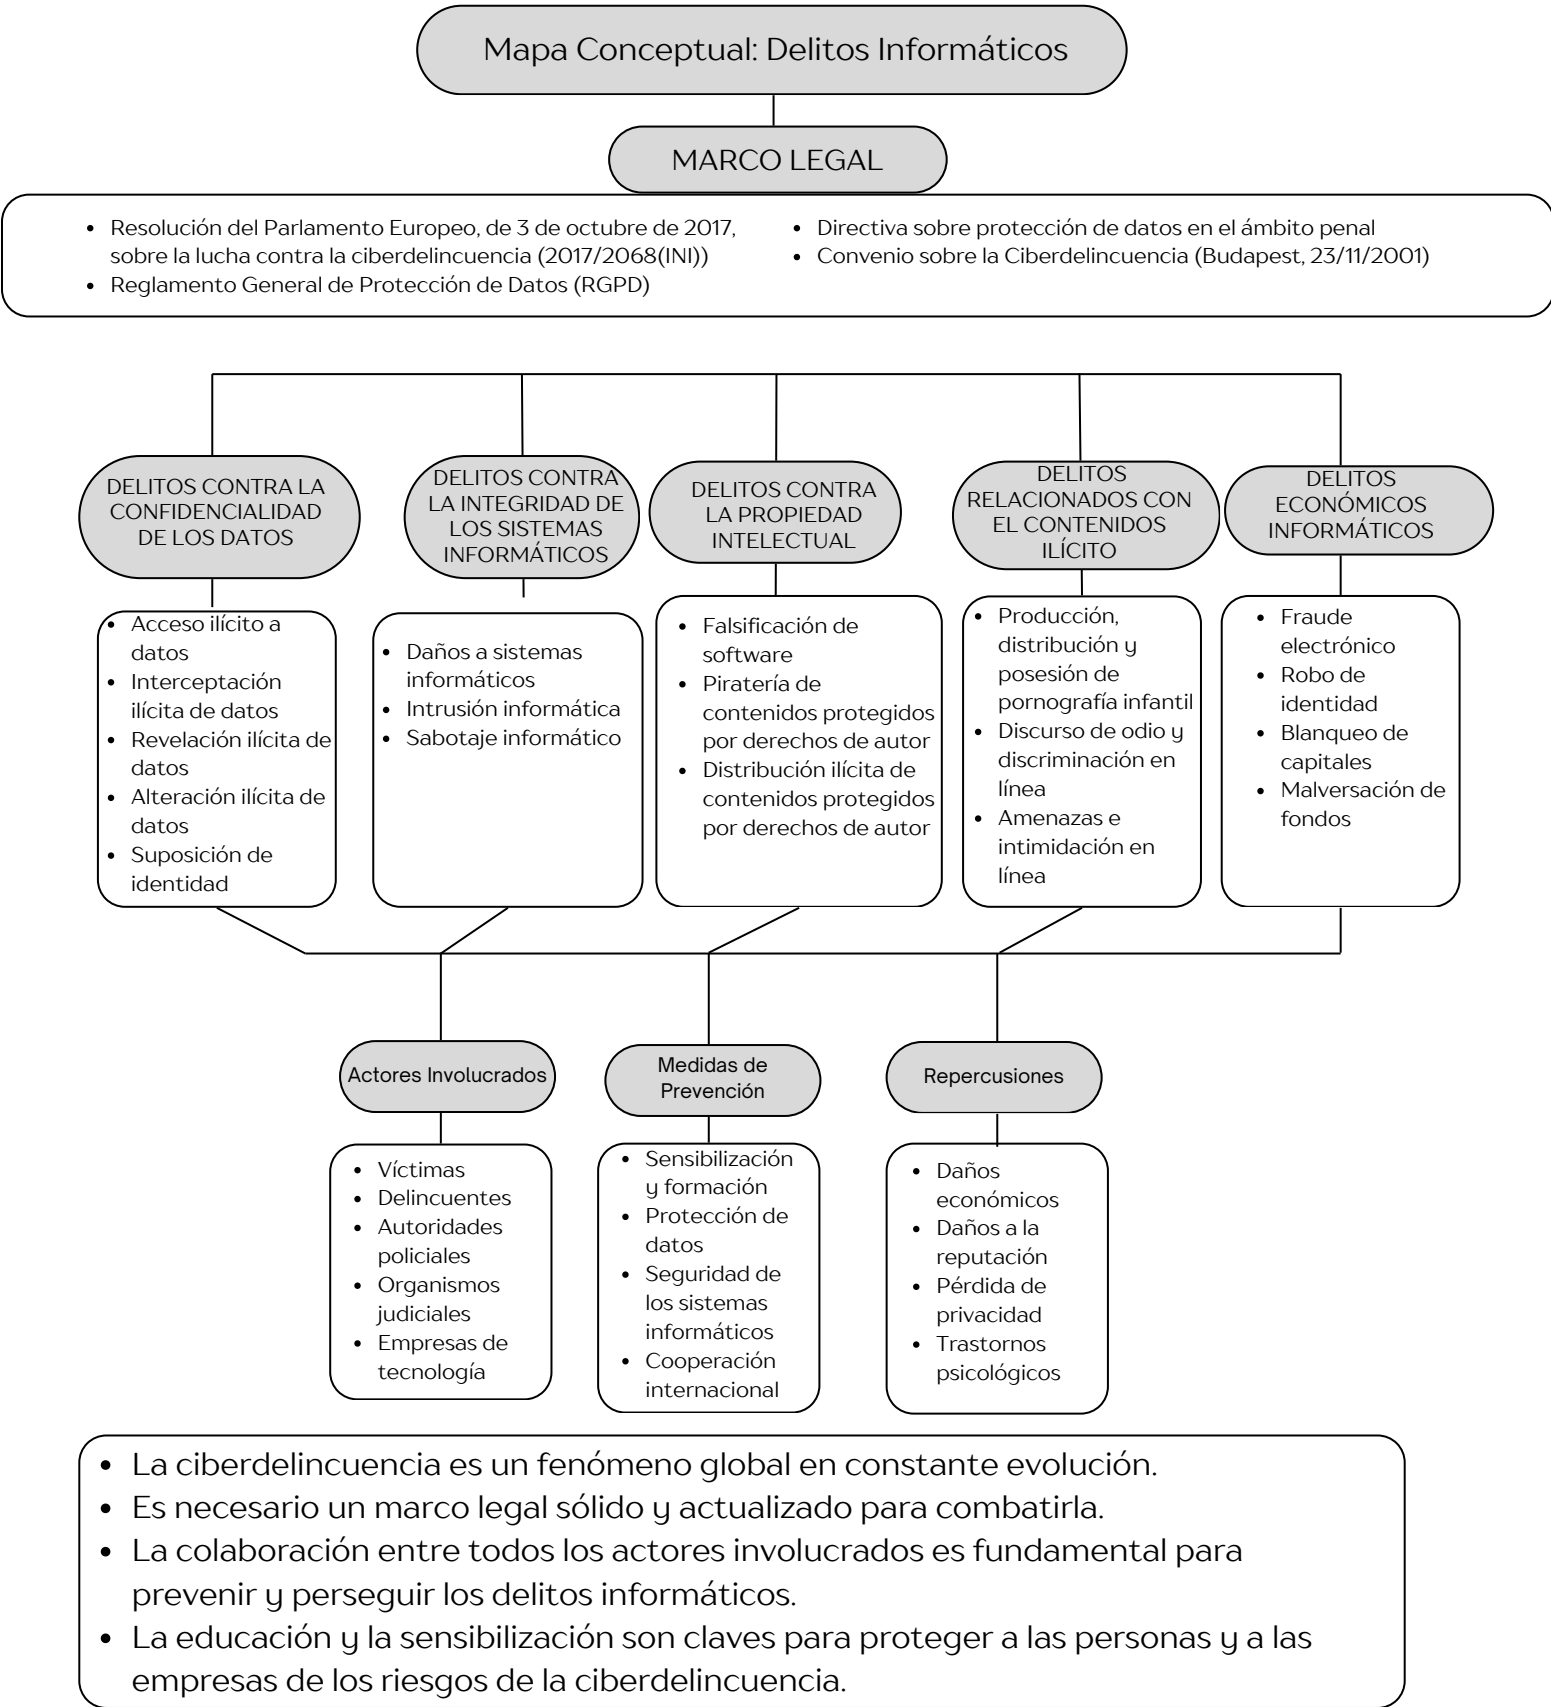 Mapa Conceptual: Delitos Informáticos
MARCO LEGAL
• Resolución del Parlamento Europeo, de 3 de octubre de 2017,
sobre la lucha contra la ciberdelincuencia (2017/2068(INI))
• Reglamento General de Protección de Datos (RGPD)
• Directiva sobre protección de datos en el ámbito penal
• Convenio sobre la Ciberdelincuencia (Budapest, 23/11/2001)
DELITOS CONTRA LA
CONFIDENCIALIDAD
DE LOS DATOS
• Acceso ilícito a
datos
• Interceptación
ilícita de datos
• Revelación ilícita de
datos
• Alteración ilícita de
datos
• Suposición de
identidad
DELITOS CONTRA
LA INTEGRIDAD DE
LOS SISTEMAS
INFORMÁTICOS
• Daños a sistemas
informáticos
• Intrusión informática
• Sabotaje informático
DELITOS CONTRA
LA PROPIEDAD
INTELECTUAL
• Falsificación de
software
• Piratería de
contenidos protegidos
por derechos de autor
• Distribución ilícita de
contenidos protegidos
por derechos de autor
DELITOS
RELACIONADOS CON
EL CONTENIDOS
ILÍCITO
• Producción,
distribución y
posesión de
pornografía infantil
• Discurso de odio y
discriminación en
línea
• Amenazas e
intimidación en
línea
DELITOS
ECONÓMICOS
INFORMÁTICOS
• Fraude
electrónico
• Robo de
identidad
• Blanqueo de
capitales
• Malversación de
fondos
Actores Involucrados
• Víctimas
• Delincuentes
• Autoridades
policiales
• Organismos
judiciales
• Empresas de
tecnología
Medidas de
Prevención
• Sensibilización
y formación
• Protección de
datos
• Seguridad de
los sistemas
informáticos
• Cooperación
internacional
Repercusiones
• Daños
económicos
• Daños a la
reputación
• Pérdida de
privacidad
• Trastornos
psicológicos
• La ciberdelincuencia es un fenómeno global en constante evolución.
• Es necesario un marco legal sólido y actualizado para combatirla.
• La colaboración entre todos los actores involucrados es fundamental para
prevenir y perseguir los delitos informáticos.
• La educación y la sensibilización son claves para proteger a las personas y a las
empresas de los riesgos de la ciberdelincuencia.